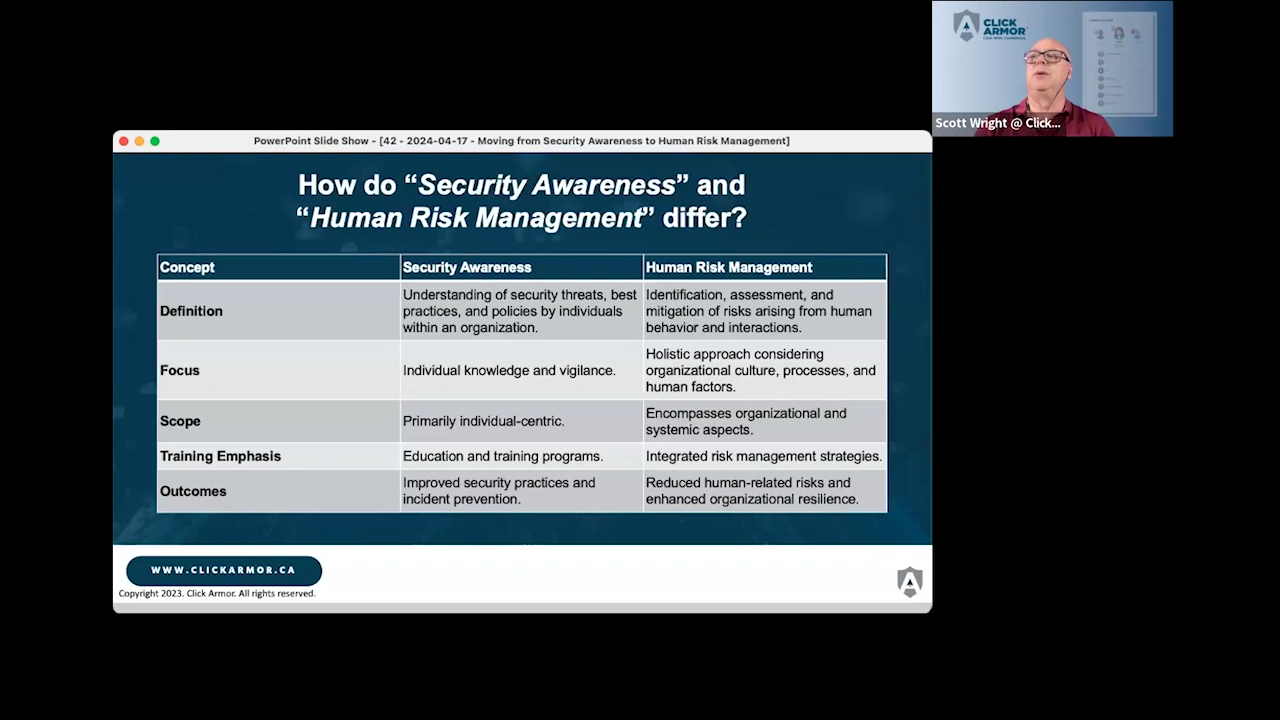 CLICK
ARMOR
Scott Wright @ Click...
PowerPoint Slide Show - [42 - 2024-04-17 - Moving from Security Awareness to Human Risk Management]
How do “Security Awareness” and
“Human Risk Management” differ?
Concept
Security Awareness
Human Risk Management
Definition
Understanding of security threats, best
practices, and policies by individuals
within an organization.
Identification, assessment, and
mitigation of risks arising from human
behavior and interactions.
Focus
Individual knowledge and vigilance.
Holistic approach considering
organizational culture, processes, and
human factors.
Scope
Primarily individual-centric.
Encompasses organizational and
systemic aspects.
Training Emphasis
Education and training programs.
Integrated risk management strategies.
Outcomes
Improved security practices and
incident prevention.
Reduced human-related risks and
enhanced organizational resilience.
WWW.CLICKARMOR.CA
Copyright 2023. Click Armor. All rights reserved.